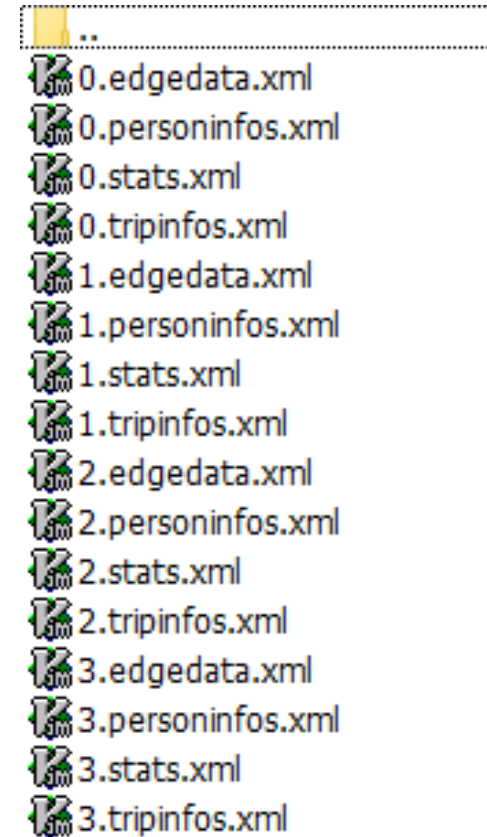 ..
0.edgedata.xml
0.personinfos.xml
0.stats.xml
0.tripinfos.xml
1.edgedata.xml
1.personinfos.xml
1.stats.xml
1.tripinfos.xml
2.edgedata.xml
2.personinfos.xml
2.stats.xml
2.tripinfos.xml
3.edgedata.xml
3.personinfos.xml
3.stats.xml
3.tripinfos.xml